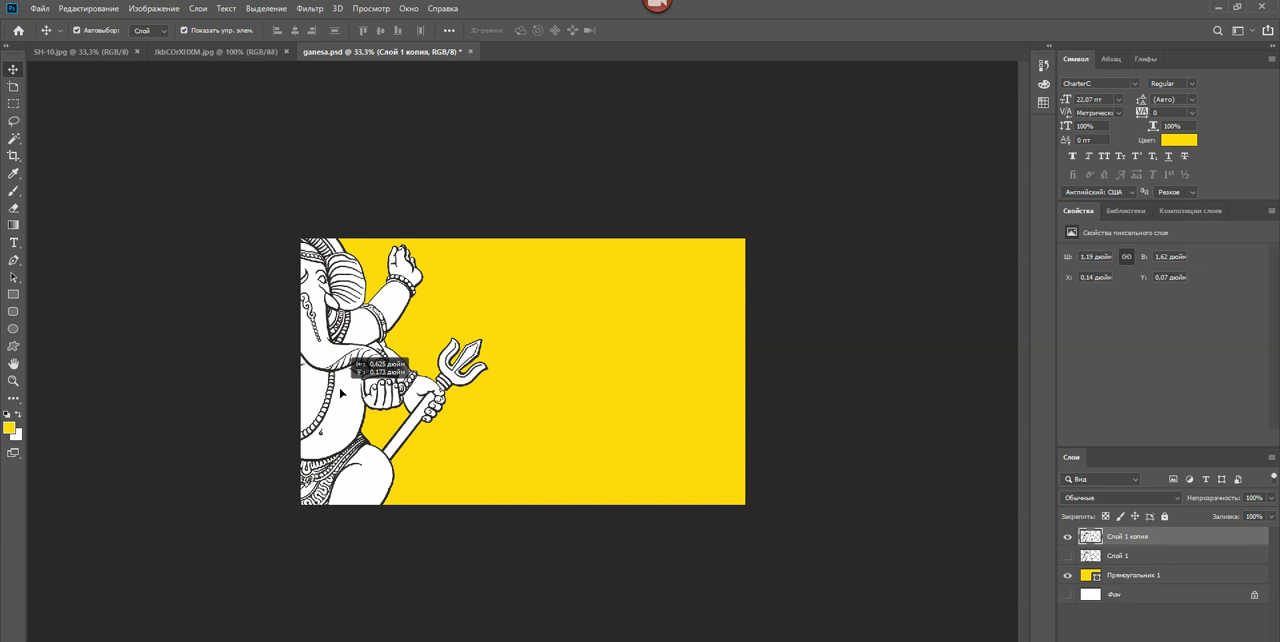 Ps Файл Редактирование Изображение Слои Текст Выделение Фильтр 3D Просмотр Окно Справка
Автовыбор: Слой Показать упр. элем. 3D-режим:
SH-10.jpg @ 33,3% (RGB/8) × ganesa.psd @ 33,3% (Слой 1 копия, RGB/8) * ×
Символ Абзац Глифы
CharterC Regular
22,07 пт (Авто)
Метрически 0
100% 100%
0 пт Цвет:
Английский: США Резкое
Свойства Библиотеки Композиции слоев
Свойства пиксельного слоя
Ш: 1,19 дюйм В: 1,62 дюйм
X: 0,14 дюйм Y: 0,07 дюйм
0,625 дюйм
0,173 дюйм
Слои
Вид
Обычные Непрозрачность: 100%
Закрепить: Заливка: 100%
Слой 1 копия
Слой 1
Прямоугольник 1
Фон